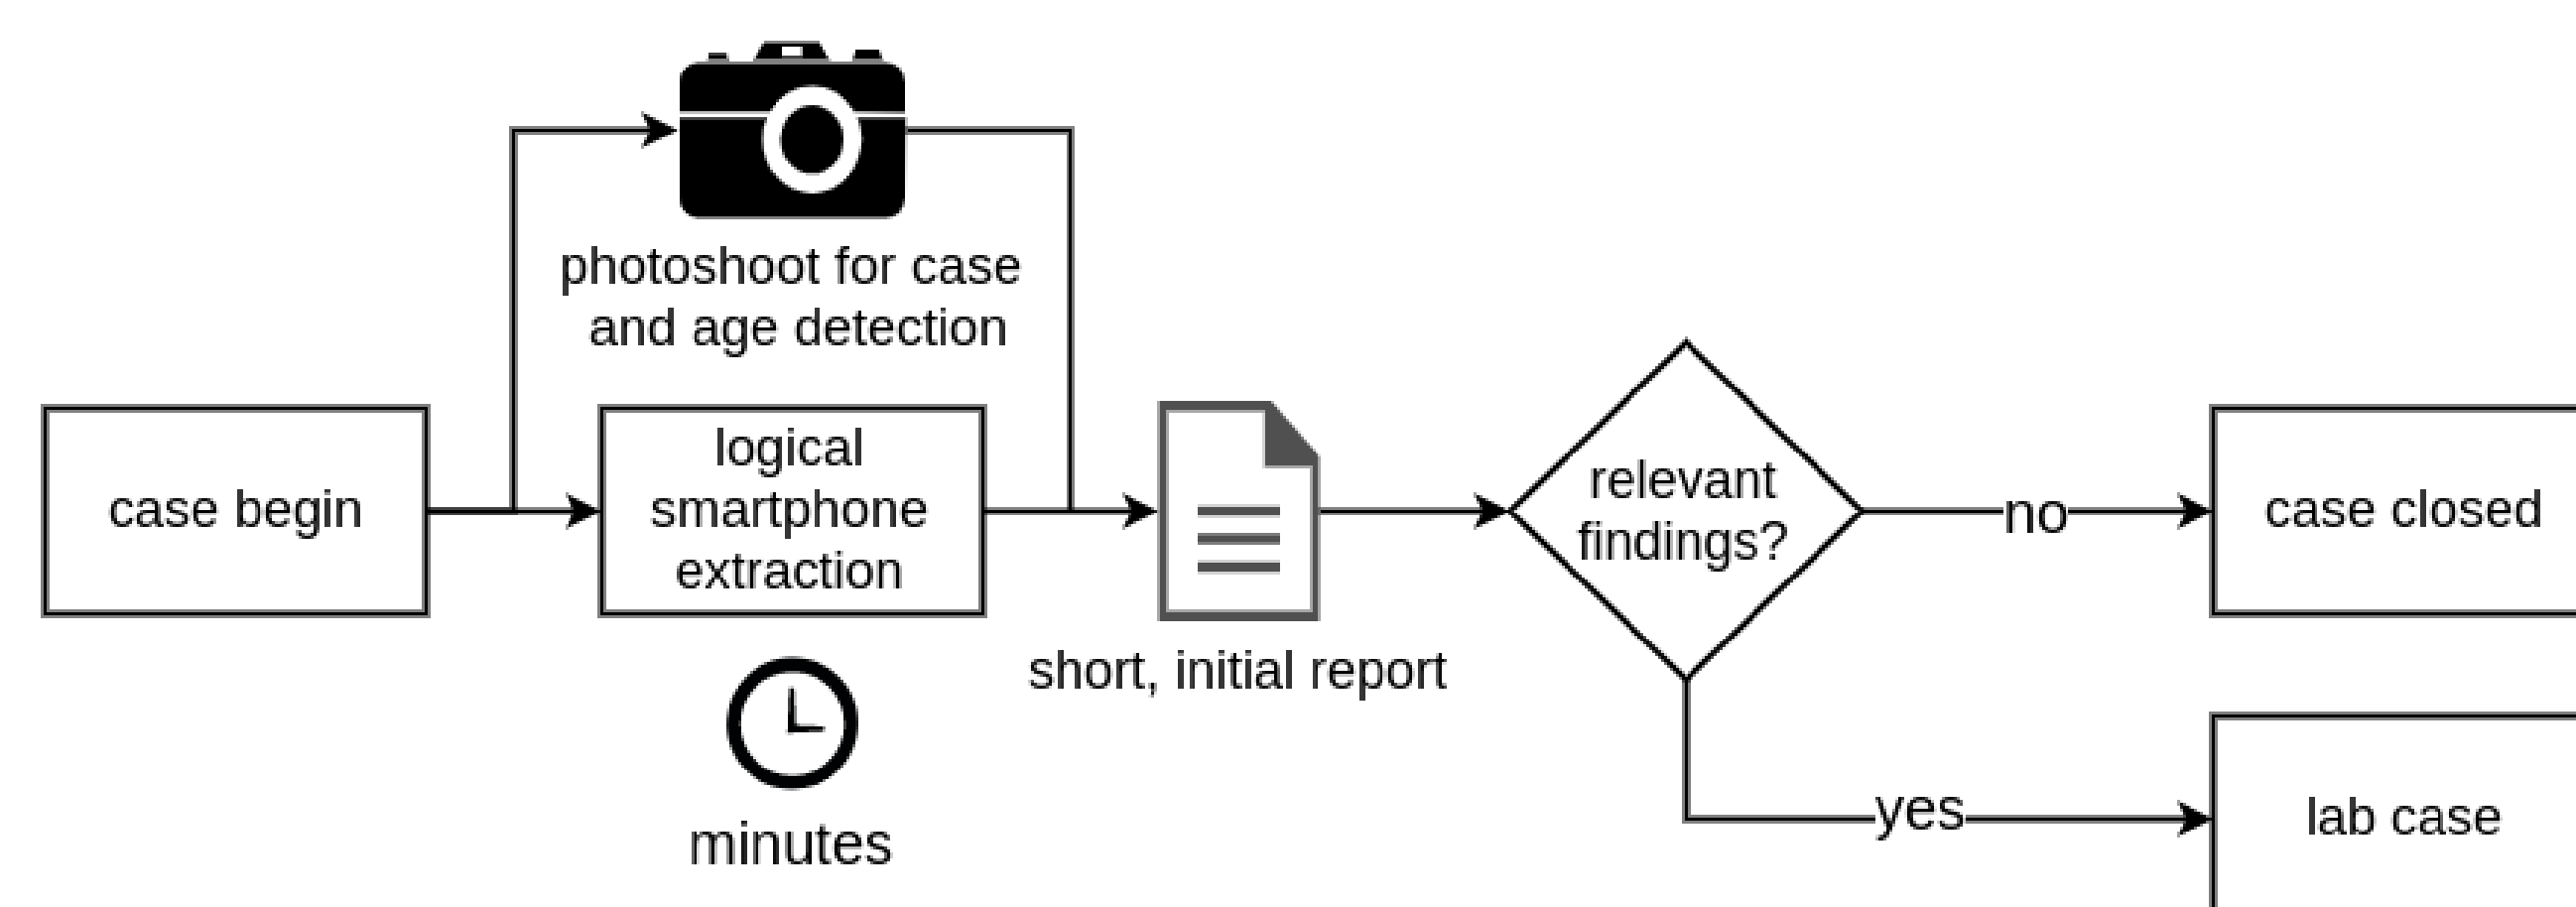 photoshoot for case
and age detection
case begin
logical
smartphone
extraction
minutes
short, initial report
relevant
findings?
no
case closed
yes
lab case